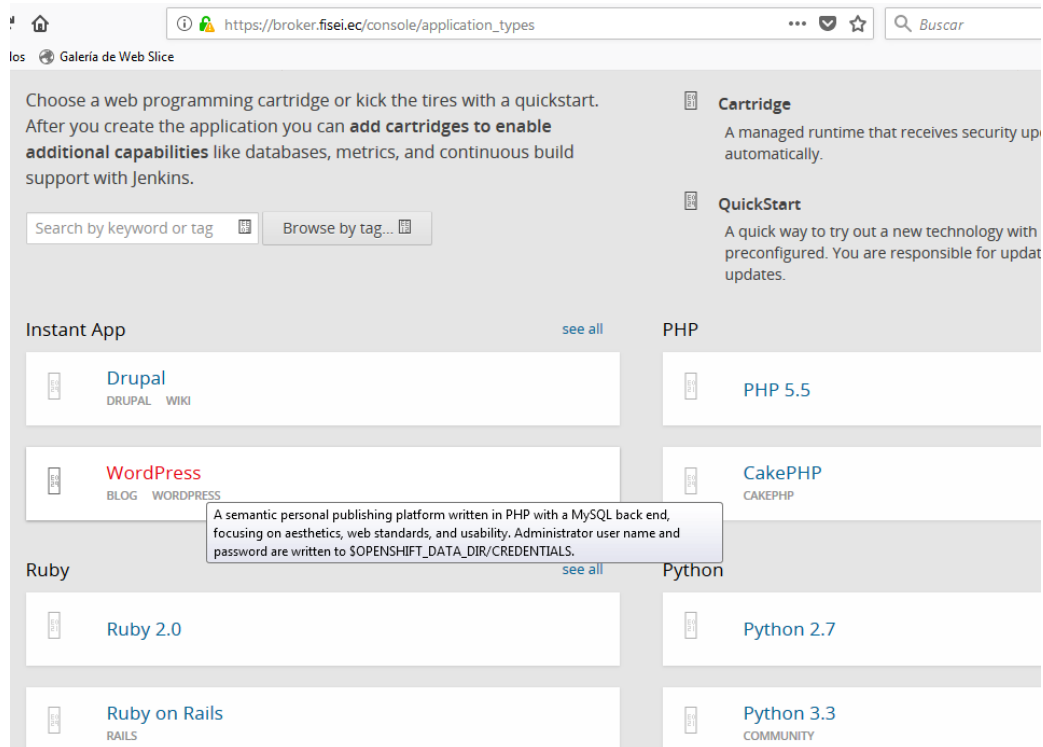 https://broker.fisei.ec/console/application_types
Buscar
los
Galería de Web Slice
Choose a web programming cartridge or kick the tires with a quickstart.
After you create the application you can add cartridges to enable
additional capabilities like databases, metrics, and continuous build
support with Jenkins.
Search by keyword or tag
Browse by tag...
Cartridge
A managed runtime that receives security up
automatically.
QuickStart
A quick way to try out a new technology with
preconfigured. You are responsible for updat
updates.
Instant App
see all
Drupal
DRUPAL WIKI
WordPress
BLOG WORDPRESS
A semantic personal publishing platform written in PHP with a MySQL back end,
focusing on aesthetics, web standards, and usability. Administrator user name and
password are written to $OPENSHIFT_DATA_DIR/CREDENTIALS.
PHP
PHP 5.5
CakePHP
CAKEPHP
Ruby
see all
Ruby 2.0
Ruby on Rails
RAILS
Python
Python 2.7
Python 3.3
COMMUNITY